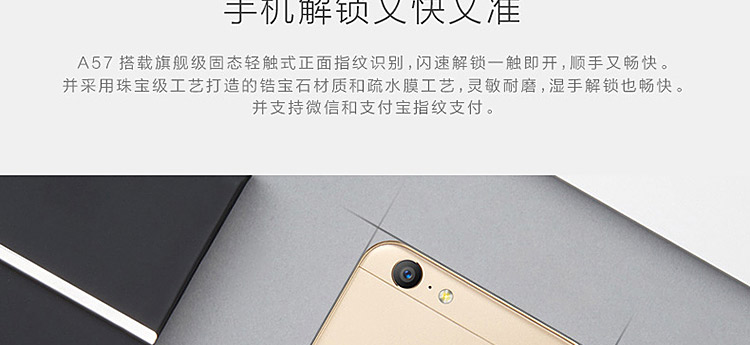 手机解锁又快又准
A57 搭载旗舰级固态轻触式正面指纹识别,闪速解锁一触即开,顺手又畅快。
并采用珠宝级工艺打造的锆宝石材质和疏水膜工艺,灵敏耐磨,湿手解锁也畅快。
并支持微信和支付宝指纹支付。